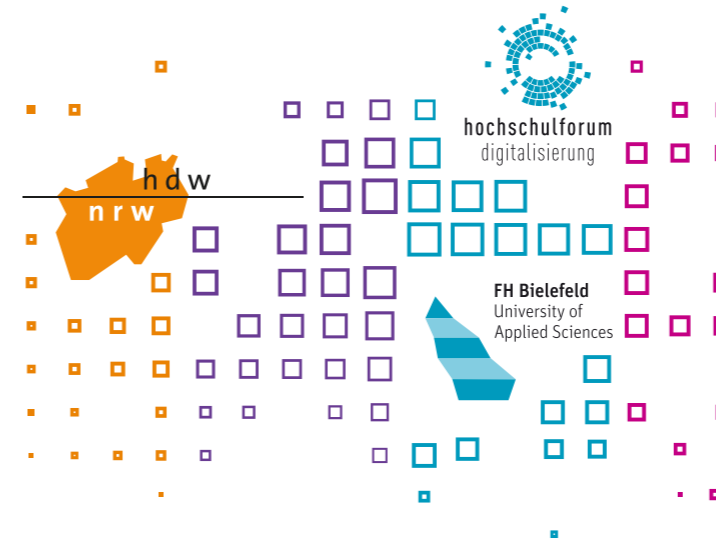 hochschulforum
digitalisierung
hdw
nrw
FH Bielefeld
University of
Applied Sciences